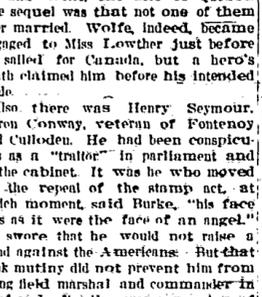 e sequel was that not one of them
r married. Wolfe, indeed, became
gaged to Miss Lowther just before
sailed for Canada, but a hero's
th claimed him before his intended
de.
lso there was Henry Seymour,
ron Conway, veteran of Fontenoy
Culloden. He had been conspicu-
s as a "traitor" in parliament and
the cabinet. It was he who moved
the repeal of the stamp act, at
ich moment, said Burke, "his face
s as it were the face of an angel."
swore that he would not raise a
nd against the Americans. But that
k mutiny did not prevent him from
ng field marshal and commander in